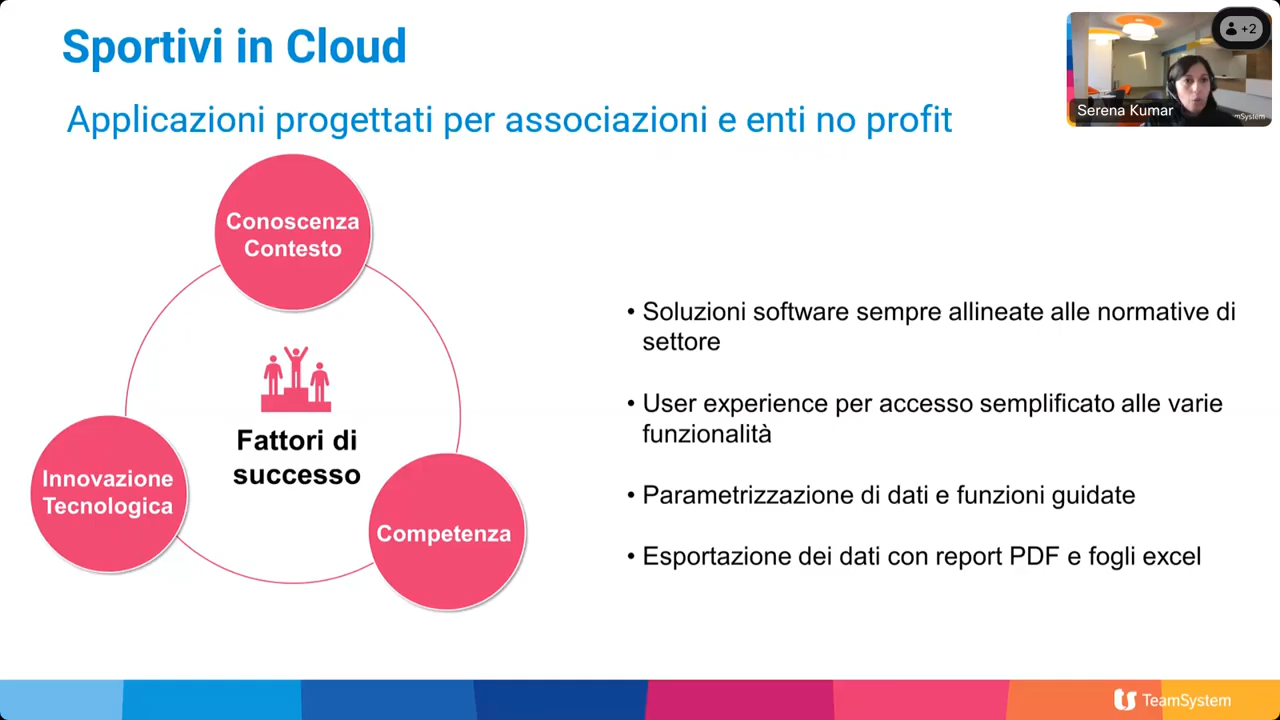 Sportivi in Cloud
Applicazioni progettati per associazioni e enti no profit
+2
Serena Kumar
mSystem
Conoscenza
Contesto
Fattori di
successo
Innovazione
Tecnologica
Competenza
• Soluzioni software sempre allineate alle normative di
settore
• User experience per accesso semplificato alle varie
funzionalità
• Parametrizzazione di dati e funzioni guidate
• Esportazione dei dati con report PDF e fogli excel
TeamSystem